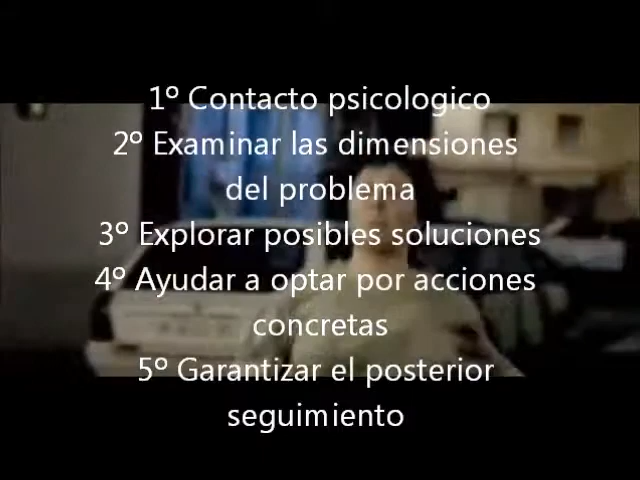 1º Contacto psicologico
2º Examinar las dimensiones
del problema
3º Explorar posibles soluciones
4º Ayudar a optar por acciones
concretas
5º Garantizar el posterior
seguimiento